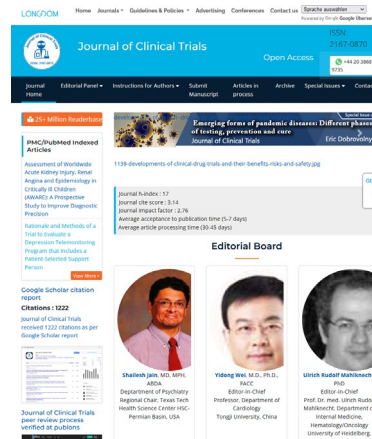 LONGDOM
Home Journals Guidelines & Policies Advertising Conferences Contact us
Sprache auswählen
Powered by Google Überset
Journal of Clinical Trials
Open Access
ISSN
2167-0870
+44 20 3868
9735
Journal Home
Editorial Panel
Instructions for Authors
Submit Manuscript
Articles in process
Archive
Special Issues
Contac
25+ Million Readerbase
Special Issue
Emerging forms of pandemic diseases: Different phases
of testing, prevention and cure
Journal of Clinical Trials
Eric Dobrovolny
1139-developments-of-clinical-drug-trials-and-their-benefits-risks-and-safety.jpg
PMC/PubMed Indexed
Articles
Assessment of Worldwide
Acute Kidney Injury, Renal
Angina and Epidemiology in
Critically Ill Children
(AWARE): A Prospective
Study to Improve Diagnostic
Precision
Rationale and Methods of a
Trial to Evaluate a
Depression Telemonitoring
Program that Includes a
Patient-Selected Support
Person
View More
Journal h-index : 17
Journal cite score : 3.14
Journal impact factor : 2.76
Average acceptance to publication time (5-7 days)
Average article processing time (30-45 days)
Google Scholar citation
report
Citations : 1222
Journal of Clinical Trials
received 1222 citations as per
Google Scholar report
Journal of Clinical Trials
peer review process
verified at publons
Editorial Board
Shailesh Jain, MD, MPH,
ABDA
Deptartment of Psychiatry
Regional Chair, Texas Tech
Health Science Center HSC-
Permian Basin, USA
Yidong Wei, M.D., Ph.D.,
FACC
Editor-in-Chief
Professor, Department of
Cardiology
Tongji University, China
Ulrich Rudolf Mahlknech
PhD
Editor-in-Chief
Prof. Dr. med. Ulrich Rudo
Mahlknecht, Department o
Internal Medicine,
Hematology/Oncology
University of Heidelberg,